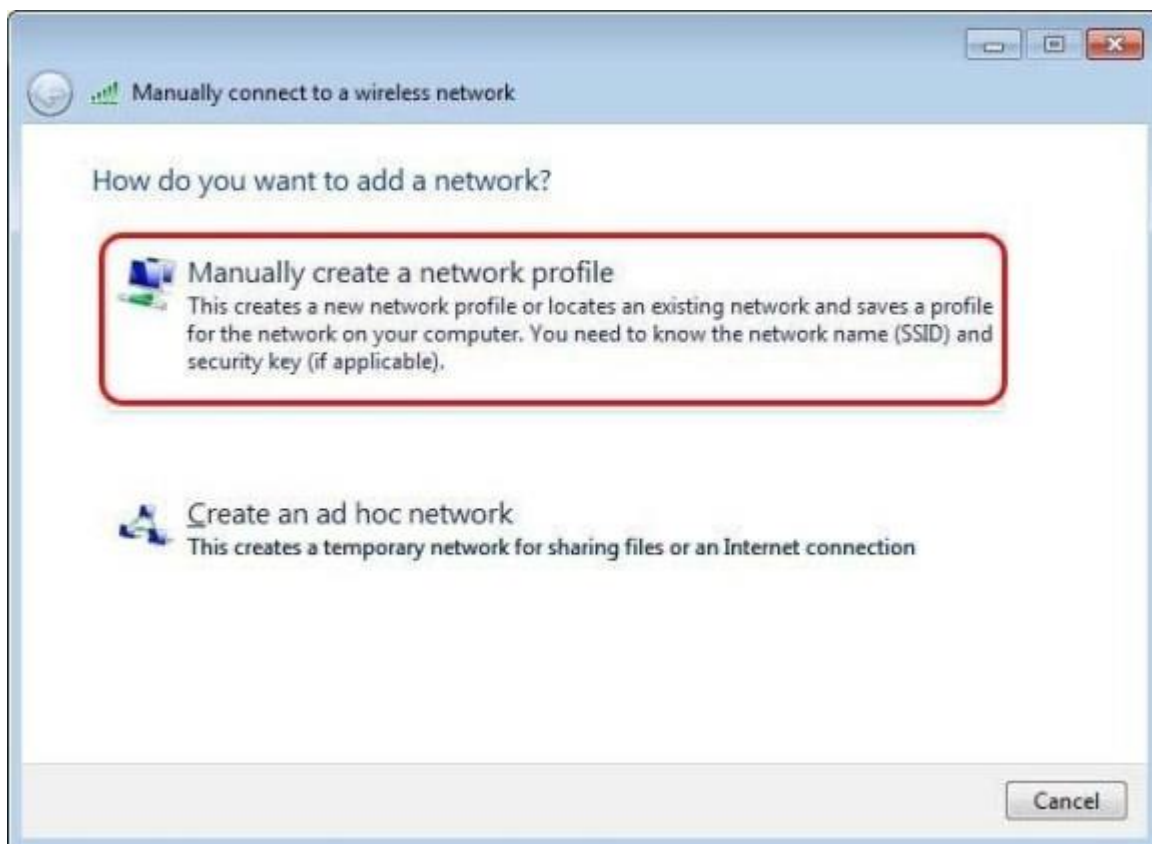 Manually connect to a wireless network
How do you want to add a network?
Manually create a network profile
This creates a new network profile or locates an existing network and saves a profile
for the network on your computer. You need to know the network name (SSID) and
security key (if applicable).
Create an ad hoc network
This creates a temporary network for sharing files or an Internet connection
Cancel